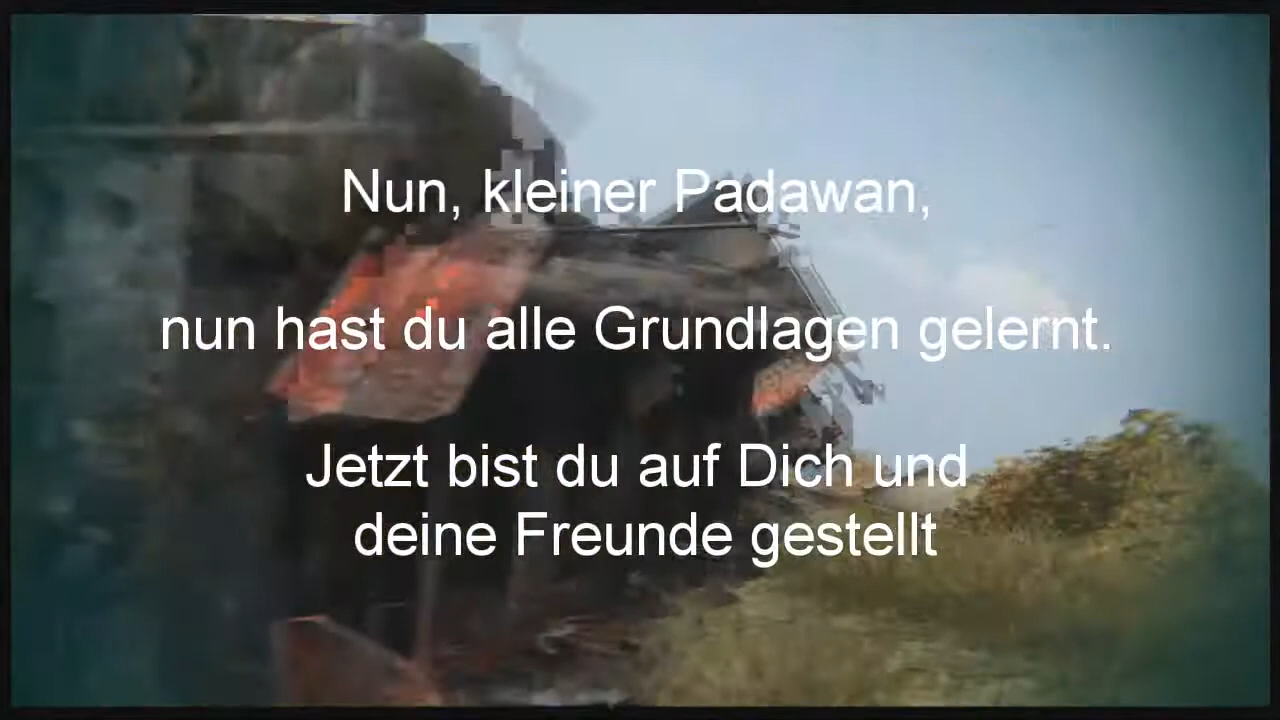 Nun, kleiner Padawan,
nun hast du alle Grundlagen gelernt.
Jetzt bist du auf Dich und
deine Freunde gestellt